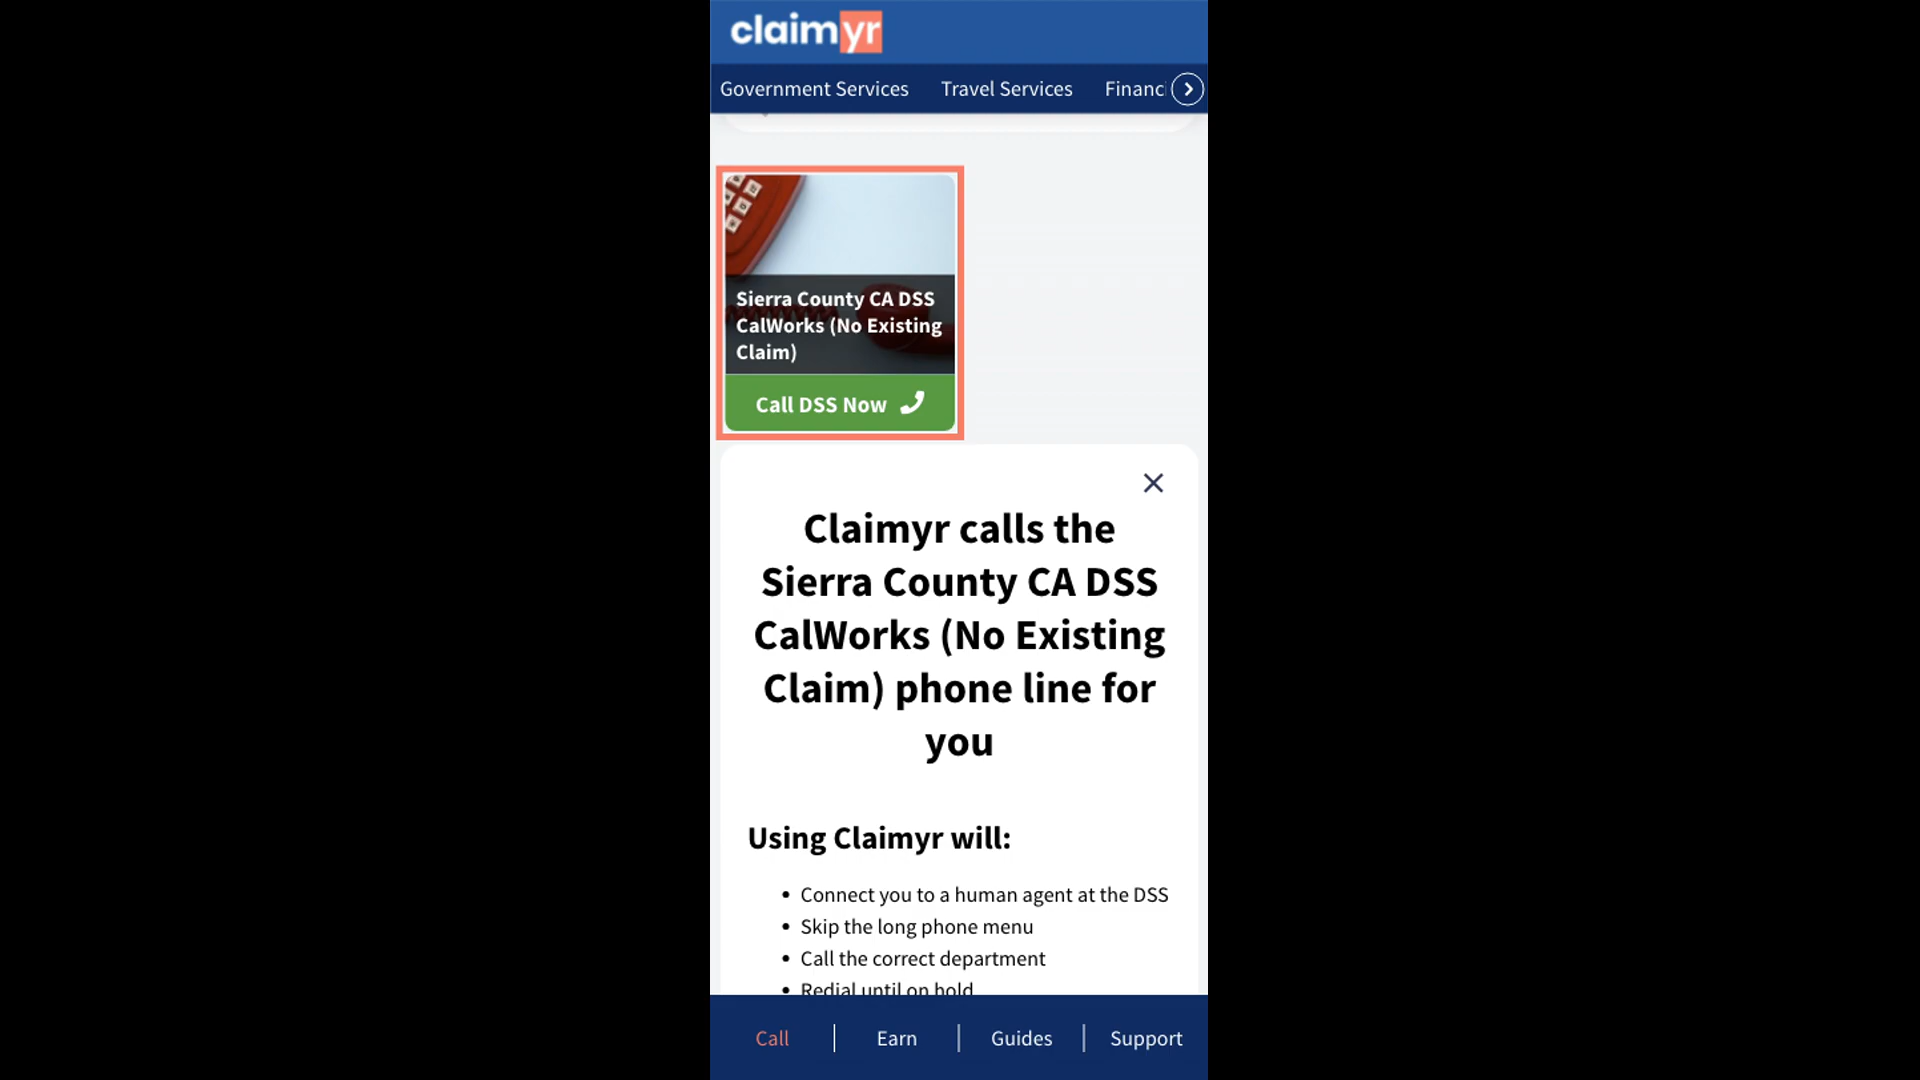 claimyr
Government Services Travel Services Financi
Sierra County CA DSS
CalWorks (No Existing
Claim)
Call DSS Now
Claimyr calls the
Sierra County CA DSS
CalWorks (No Existing
Claim) phone line for
you
Using Claimyr will:
• Connect you to a human agent at the DSS
• Skip the long phone menu
• Call the correct department
• Redial until on hold
Call | Earn | Guides | Support